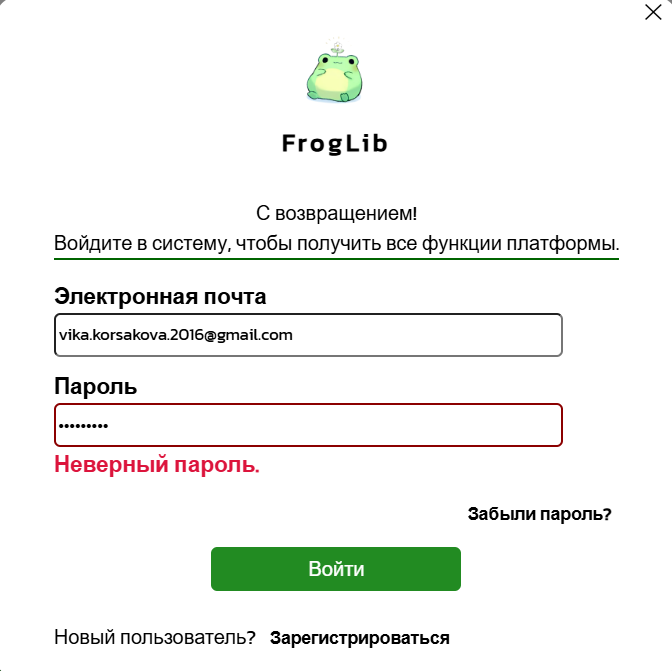 FrogLib
С возвращением!
Войдите в систему, чтобы получить все функции платформы.
Электронная почта
vika.korsakova.2016@gmail.com
Пароль
•••••••••
Неверный пароль.
Забыли пароль?
Войти
Новый пользователь? Зарегистрироваться